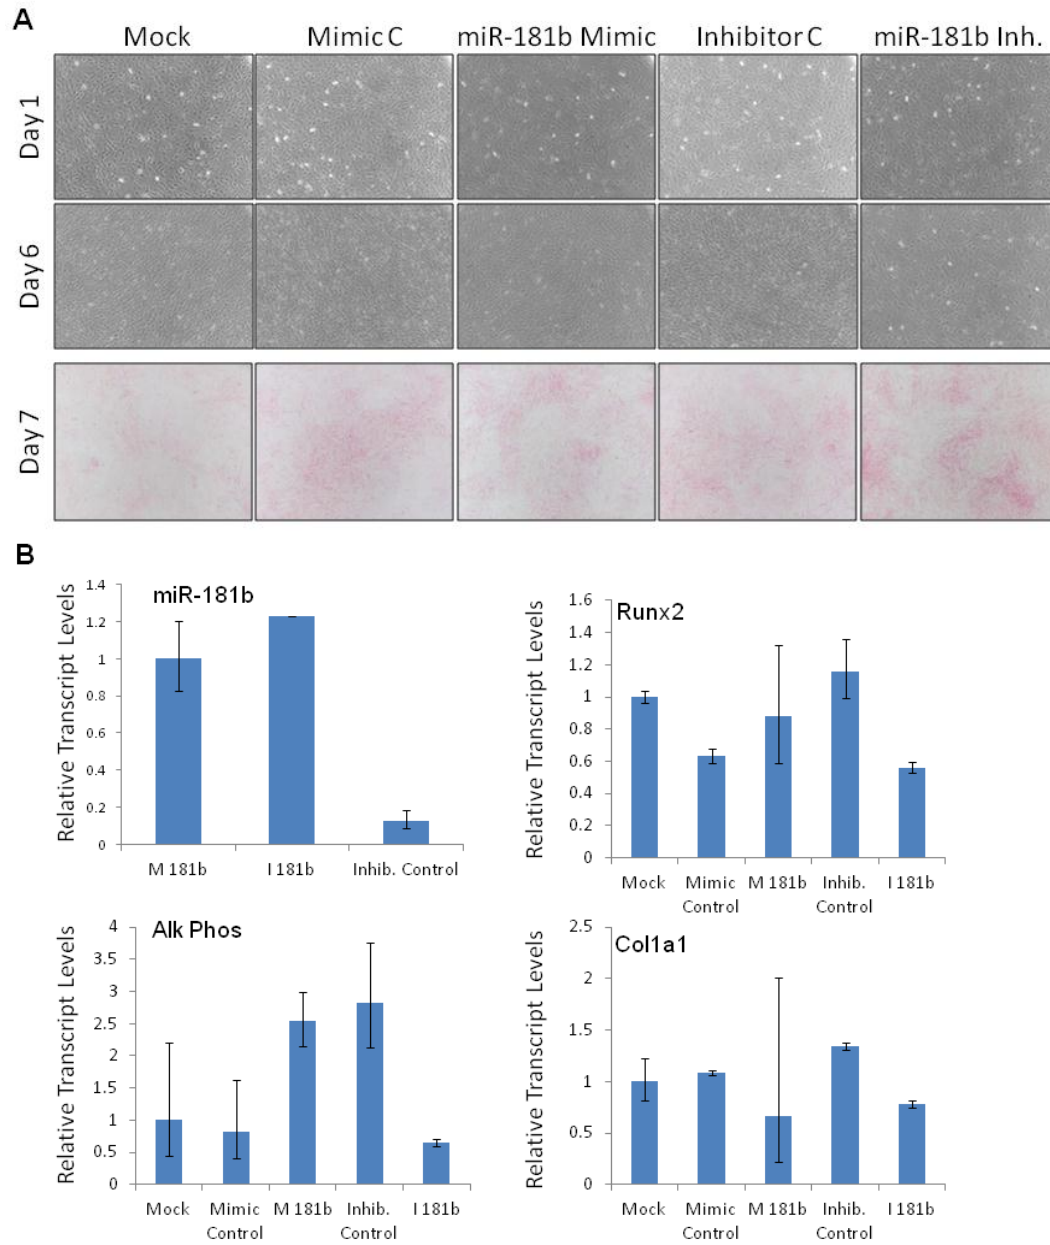 A
Mock Mimic C miR-181b Mimic Inhibitor C miR-181b Inh.
Day 1
Day 6
Day 7
B
miR-181b
Relative Transcript Levels
1.4
1.2
1
0.8
0.6
0.4
0.2
0
M 181b I 181b Inhib. Control
Runx2
Relative Transcript Levels
1.6
1.4
1.2
1
0.8
0.6
0.4
0.2
0
Mock Mimic M 181b Inhib. I 181b
Control Control
Alk Phos
Relative Transcript Levels
4
3.5
3
2.5
2
1.5
1
0.5
0
Mock Mimic M 181b Inhib. I 181b
Control Control
Col1a1
Relative Transcript Levels
2.5
2
1.5
1
0.5
0
Mock Mimic M 181b Inhib. I 181b
Control Control